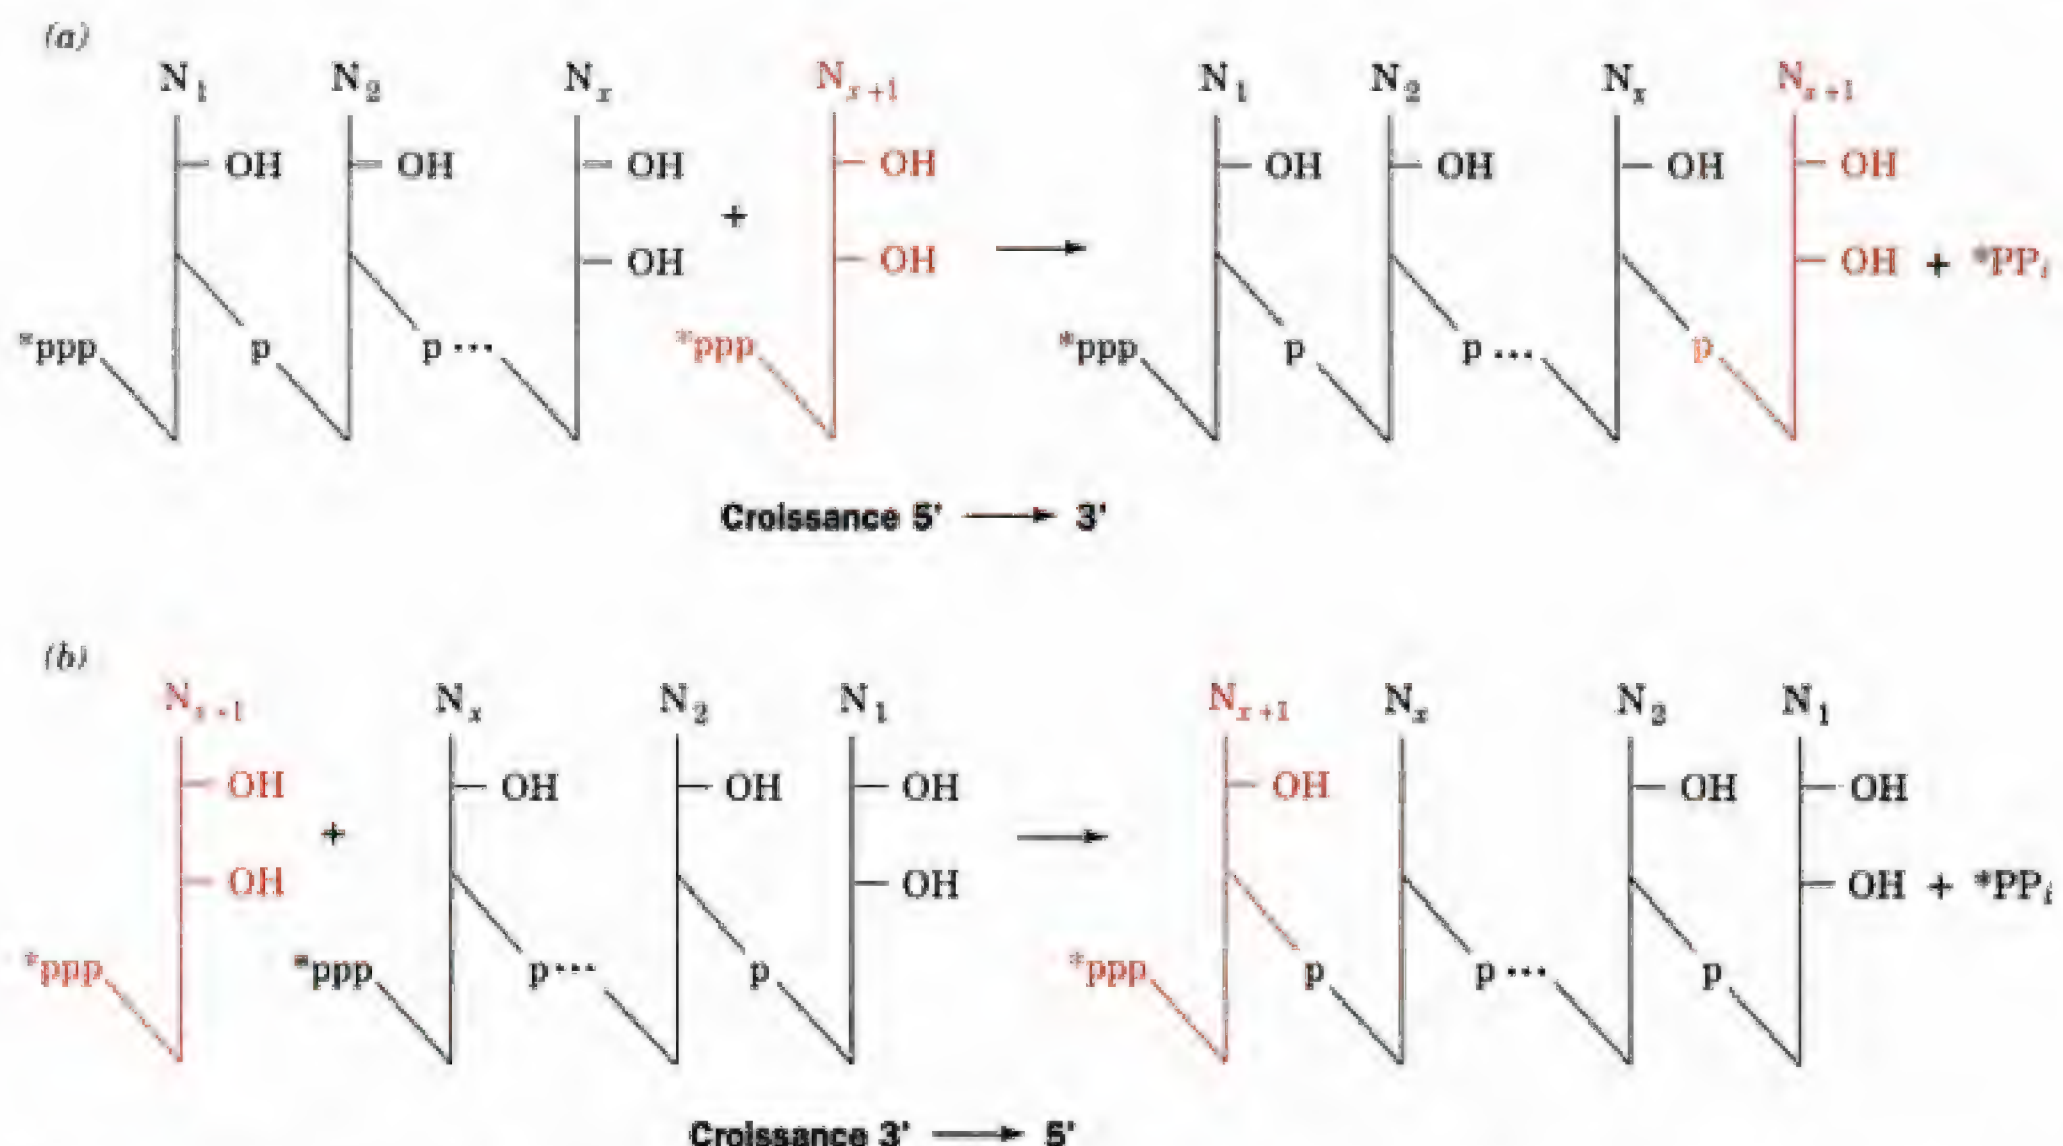 (a)
N1 N2 Nx Nx+1 N1 N2 Nx Nx+1
OH OH OH OH OH OH OH OH
+
OH OH OH + *PPi
*ppp p p ... *ppp *ppp p p ... p
Croissance 5' → 3'
(b)
Nx+1 Nx N2 N1 Nx+1 Nx N2 N1
OH OH OH OH OH OH OH
+
OH OH OH + *PPi
*ppp *ppp p ... p *ppp p p ... p
Croissance 3' → 5'